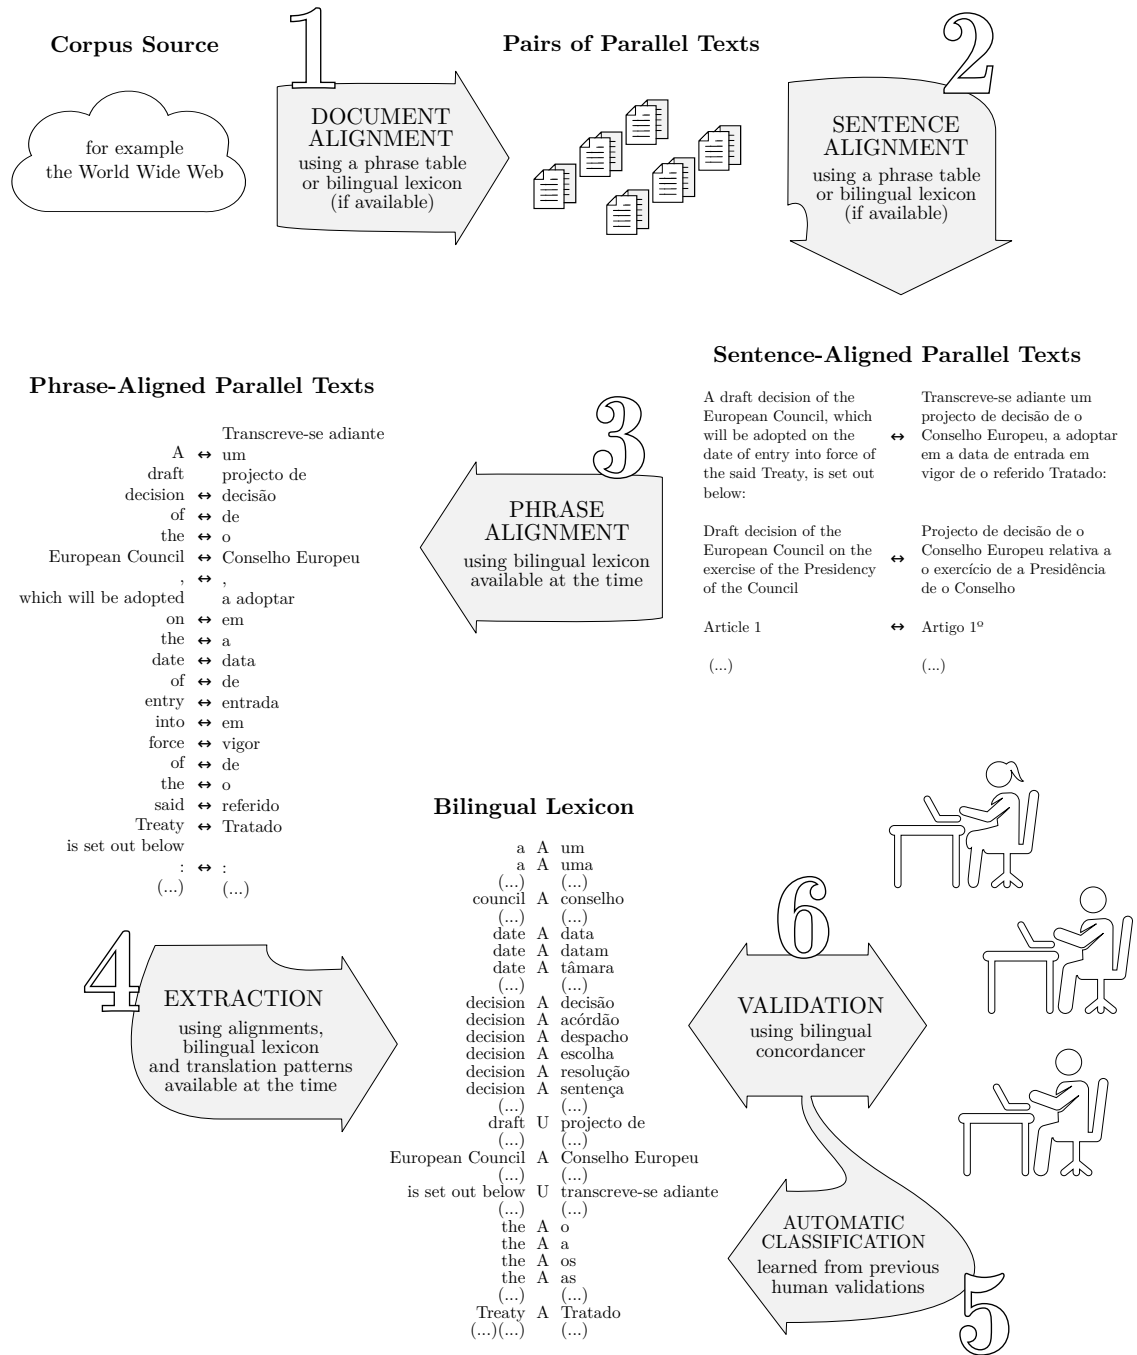 Corpus Source
for example
the World Wide Web
1
DOCUMENT
ALIGNMENT
using a phrase table
or bilingual lexicon
(if available)
Pairs of Parallel Texts
2
SENTENCE
ALIGNMENT
using a phrase table
or bilingual lexicon
(if available)
Sentence-Aligned Parallel Texts
A draft decision of the
European Council, which
will be adopted on the
date of entry into force of
the said Treaty, is set out
below:
↔
Transcreve-se adiante um
projecto de decisão de o
Conselho Europeu, a adoptar
em a data de entrada em
vigor de o referido Tratado:
Draft decision of the
European Council on the
exercise of the Presidency
of the Council
↔
Projecto de decisão de o
Conselho Europeu relativa a
o exercício de a Presidência
de o Conselho
Article 1 ↔ Artigo 1º
(...) (...)
3
PHRASE
ALIGNMENT
using bilingual lexicon
available at the time
Phrase-Aligned Parallel Texts
Transcreve-se adiante
A ↔ um
draft projecto de
decision ↔ decisão
of ↔ de
the ↔ o
European Council ↔ Conselho Europeu
, ↔ ,
which will be adopted a adoptar
on ↔ em
the ↔ a
date ↔ data
of ↔ de
entry ↔ entrada
into ↔ em
force ↔ vigor
of ↔ de
the ↔ o
said ↔ referido
Treaty ↔ Tratado
is set out below
: ↔ :
(...) (...)
4
EXTRACTION
using alignments,
bilingual lexicon
and translation patterns
available at the time
Bilingual Lexicon
a A um
a A uma
(...) (...)
council A conselho
(...) (...)
date A data
date A datam
date A tâmara
(...) (...)
decision A decisão
decision A acórdão
decision A despacho
decision A escolha
decision A resolução
decision A sentença
(...) (...)
draft U projecto de
(...) (...)
European Council A Conselho Europeu
(...) (...)
is set out below U transcreve-se adiante
(...) (...)
the A o
the A a
the A os
the A as
(...) (...)
Treaty A Tratado
(...)(...) (...)
6
VALIDATION
using bilingual
concordancer
AUTOMATIC
CLASSIFICATION
learned from previous
human validations
5